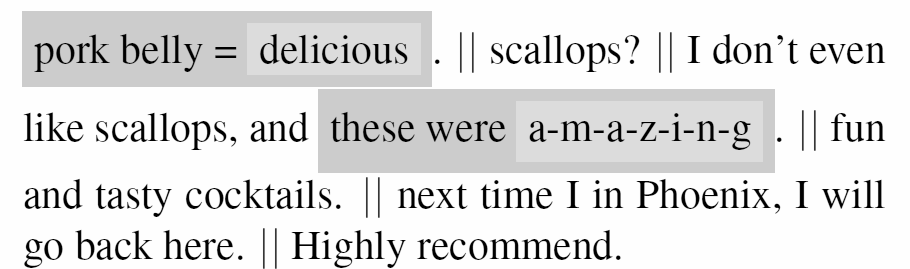 pork belly = delicious . || scallops? || I don’t even
like scallops, and these were a-m-a-z-i-n-g . || fun
and tasty cocktails. || next time I in Phoenix, I will
go back here. || Highly recommend.